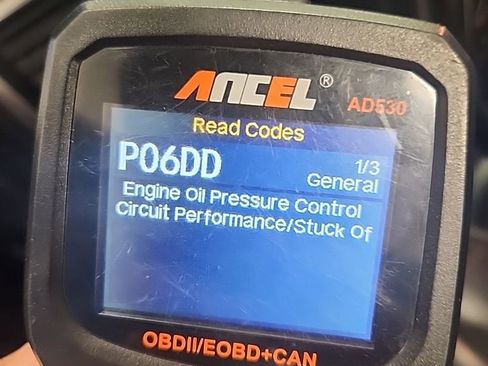 ANCEL ®
AD530
Read Codes
P06DD
1/3
General
Engine Oil Pressure Control
Circuit Performance/Stuck Of
OBDII/EOBD+CAN